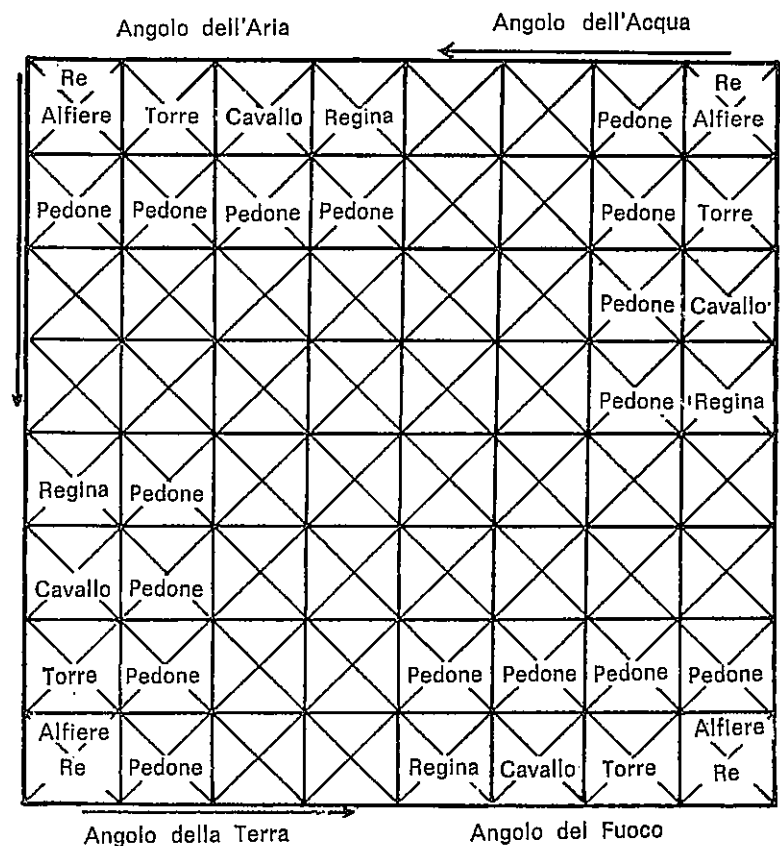 Angolo dell'Aria Angolo dell'Acqua
Re Re
Alfiere Torre Cavallo Regina Pedone Alfiere
Pedone Pedone Pedone Pedone Pedone Torre
Pedone Cavallo
Pedone Regina
Regina Pedone
Cavallo Pedone
Torre Pedone Pedone Pedone Pedone Pedone
Alfiere Alfiere
Re Pedone Regina Cavallo Torre Re
Angolo della Terra Angolo del Fuoco